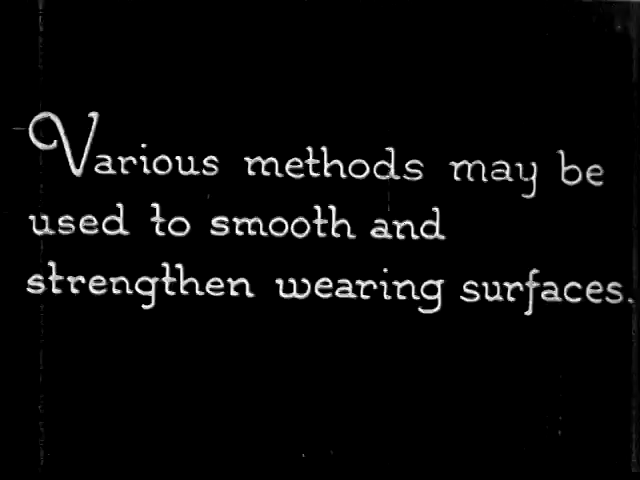 Various methods may be
used to smooth and
strengthen wearing surfaces.